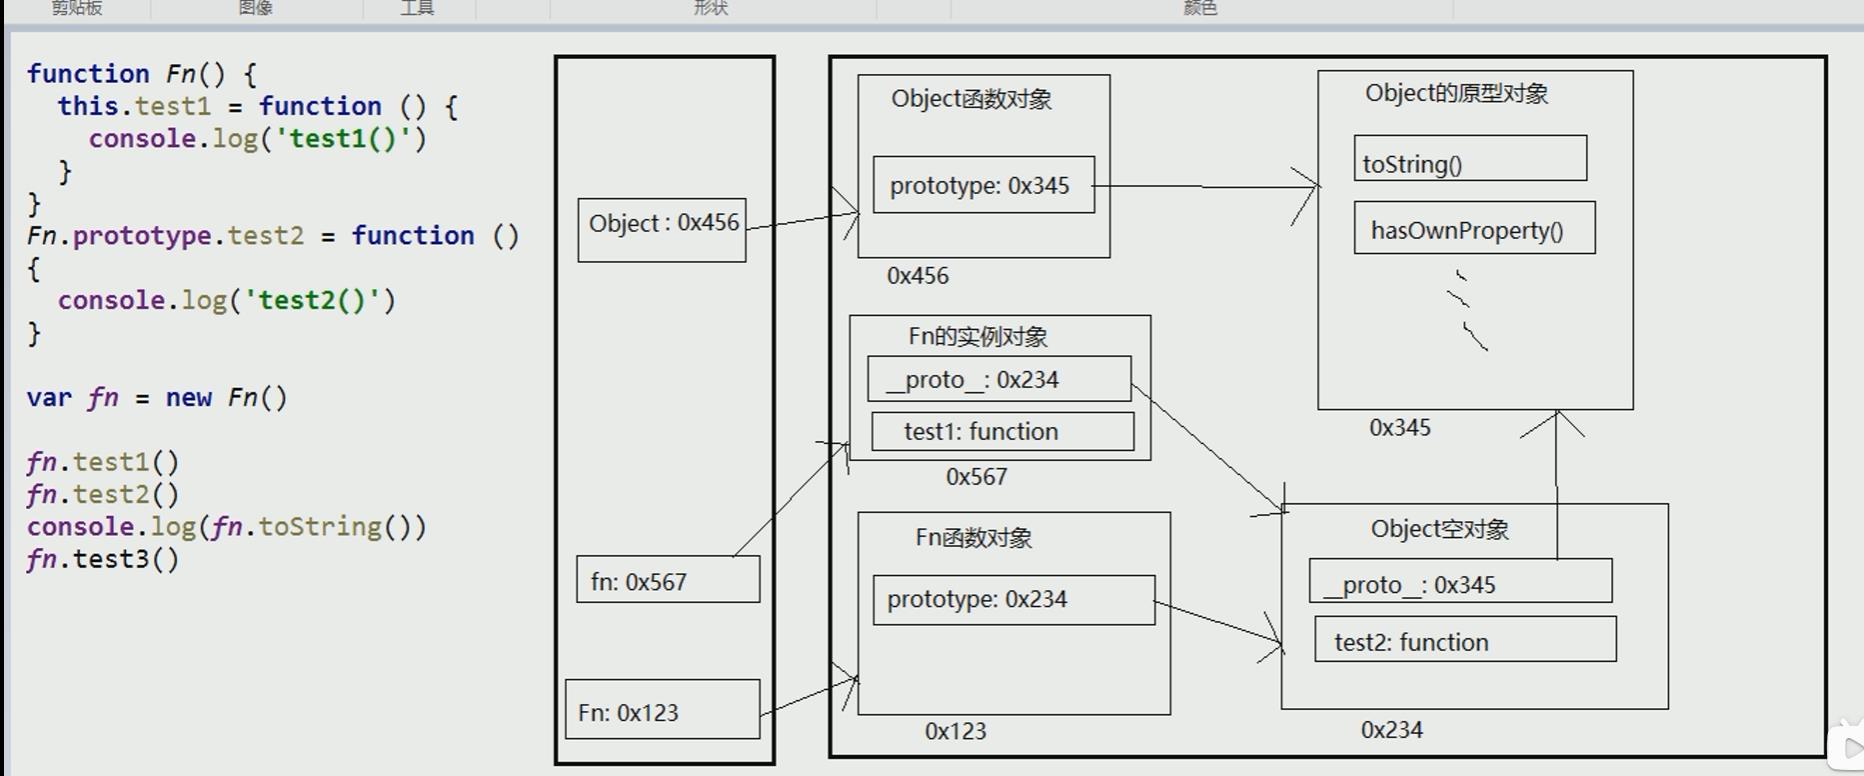 剪贴板
图像
工具
形状
颜色
function Fn() {
this.test1 = function () {
console.log('test1()')
}
}
Fn.prototype.test2 = function ()
{
console.log('test2()')
}
var fn = new Fn()
fn.test1()
fn.test2()
console.log(fn.toString())
fn.test3()
Object : 0x456
fn: 0x567
Fn: 0x123
Object函数对象
prototype: 0x345
0x456
Fn的实例对象
__proto__: 0x234
test1: function
0x567
Fn函数对象
prototype: 0x234
0x123
Object的原型对象
toString()
hasOwnProperty()
0x345
Object空对象
__proto__: 0x345
test2: function
0x234